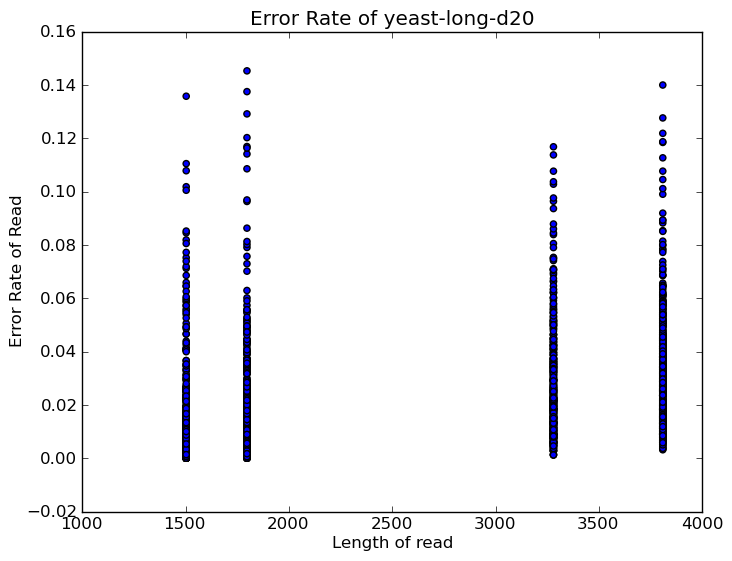 Error Rate of yeast-long-d20
0.16
0.14
0.12
0.10
0.08
0.06
0.04
0.02
0.00
−0.02
Error Rate of Read
1000 1500 2000 2500 3000 3500 4000
Length of read